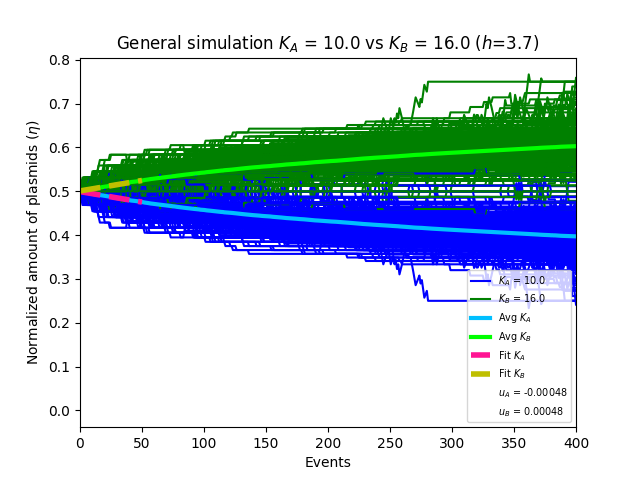 General simulation K_A = 10.0 vs K_B = 16.0 (h=3.7)
Normalized amount of plasmids (η)
0.8
0.7
0.6
0.5
0.4
0.3
0.2
0.1
0.0
K_A = 10.0
K_B = 16.0
Avg K_A
Avg K_B
Fit K_A
Fit K_B
u_A = -0.00048
u_B = 0.00048
0 50 100 150 200 250 300 350 400
Events